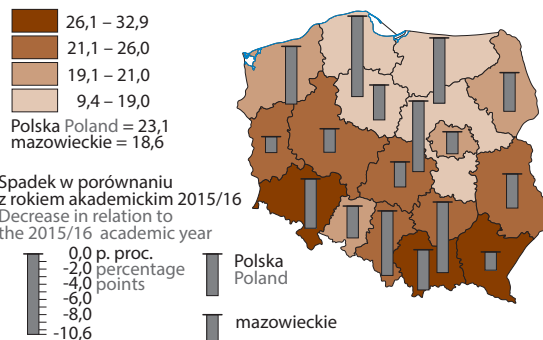 26,1 – 32,9
21,1 – 26,0
19,1 – 21,0
9,4 – 19,0
Polska Poland = 23,1
mazowieckie = 18,6
Spadek w porównaniu
z rokiem akademickim 2015/16
Decrease in relation to
the 2015/16 academic year
0,0 p. proc.
-2,0 percentage
-4,0 points
-6,0
-8,0
-10,6
Polska
Poland
mazowieckie